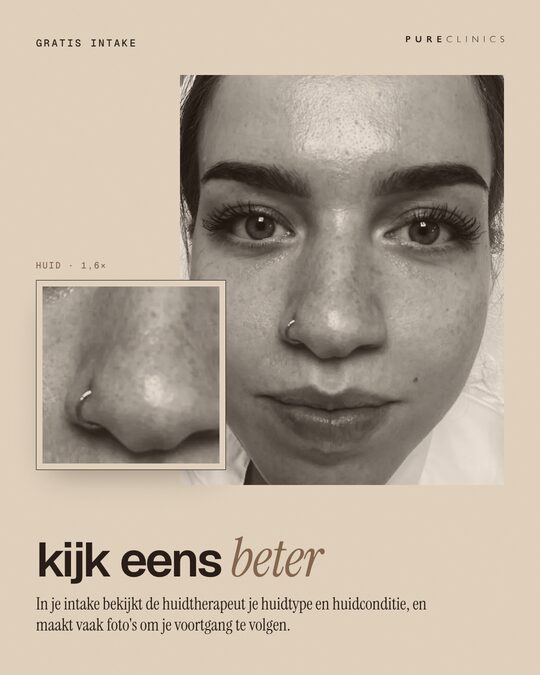 GRATIS INTAKE
PURECLINICS
HUID · 1,6×
kijk eens beter
In je intake bekijkt de huidtherapeut je huidtype en huidconditie, en
maakt vaak foto's om je voortgang te volgen.